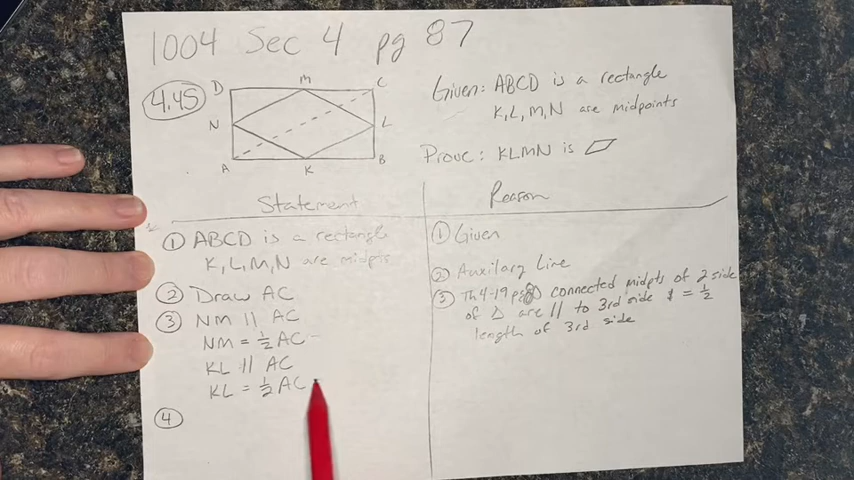 1004 Sec 4 pg 87
4.45
D M C
N L
A K B
Given: ABCD is a rectangle
K, L, M, N are midpoints
Prove: KLMN is ▱
Statement
Reason
① ABCD is a rectangle
K, L, M, N are midpts
② Draw AC
③ NM || AC
NM = ½ AC
KL || AC
KL = ½ AC
④
① Given
② Auxilary Line
③ Th 4-19 connected midpts of 2 side
of △ are // to 3rd side & = ½
length of 3rd side